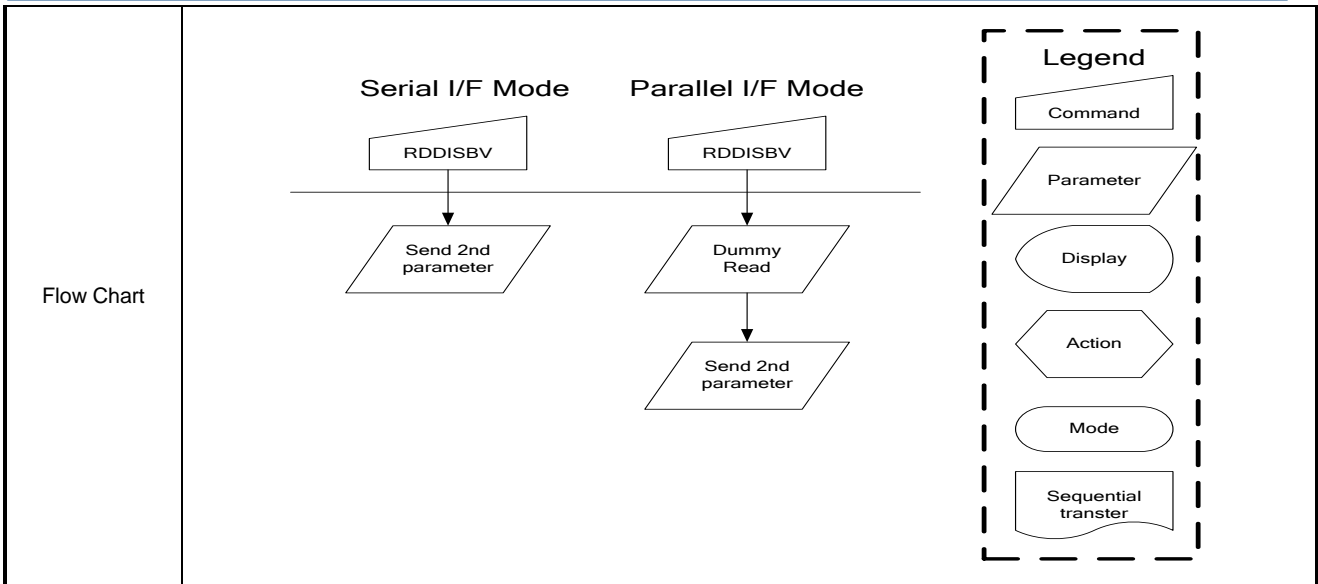 Flow Chart
Serial I/F Mode
RDDISBV
Send 2nd
parameter
Parallel I/F Mode
RDDISBV
Dummy
Read
Send 2nd
parameter
Legend
Command
Parameter
Display
Action
Mode
Sequential
transter